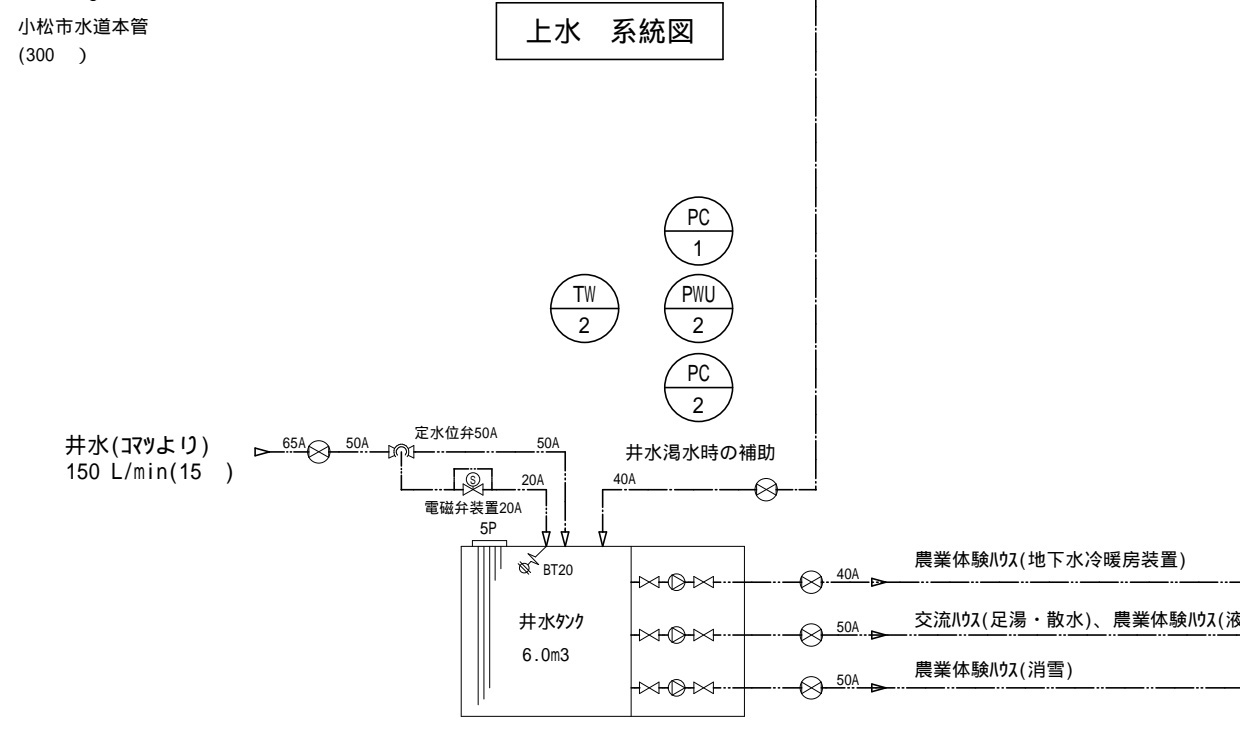 小松市水道本管
(300 )
上水 系統図
PC
1
TW
2
PWU
2
PC
2
井水(ｺﾏﾂより)
150 L/min(15 )
65A
50A
定水位弁50A
50A
20A
電磁弁装置20A
S
井水渇水時の補助
40A
5P
BT20
井水ﾀﾝｸ
6.0m3
40A
農業体験ﾊｳｽ(地下水冷暖房装置)
50A
交流ﾊｳｽ(足湯・散水)、農業体験ﾊｳｽ(液
50A
農業体験ﾊｳｽ(消雪)